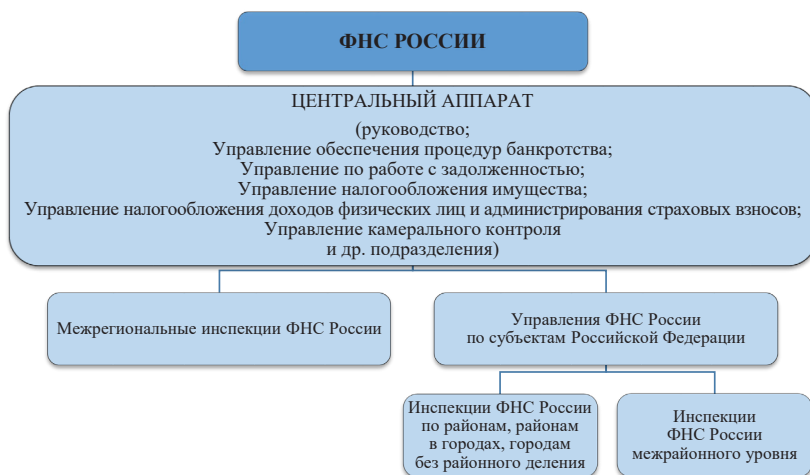 ФНС РОССИИ
ЦЕНТРАЛЬНЫЙ АППАРАТ
(руководство;
Управление обеспечения процедур банкротства;
Управление по работе с задолженностью;
Управление налогообложения имущества;
Управление налогообложения доходов физических лиц и администрирования страховых взносов;
Управление камерального контроля
и др. подразделения)
Межрегиональные инспекции ФНС России
Управления ФНС России
по субъектам Российской Федерации
Инспекции ФНС России
по районам, районам
в городах, городам
без районного деления
Инспекции
ФНС России
межрайонного уровня